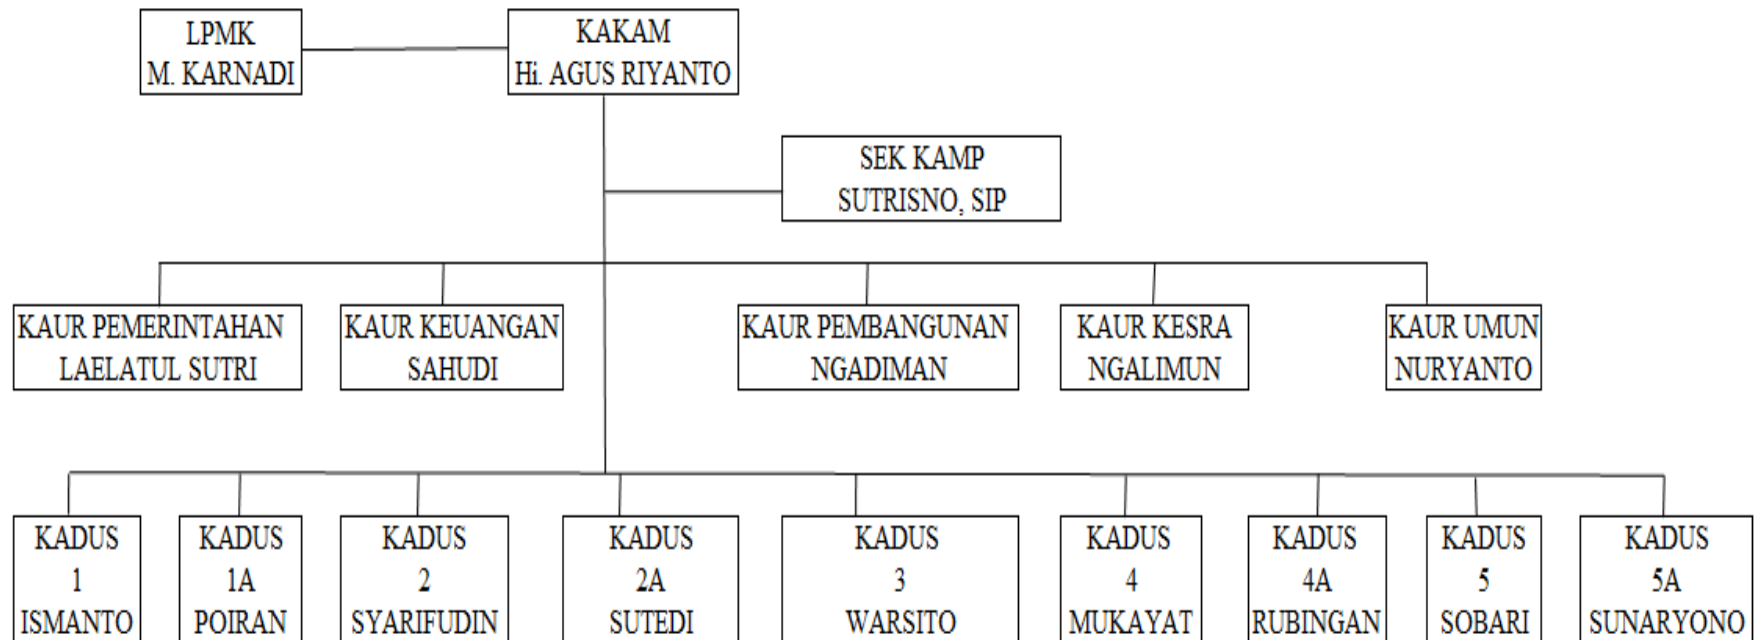 LPMK
M. KARNADI
KAKAM
Hi. AGUS RIYANTO
SEK KAMP
SUTRISNO, SIP
KAUR PEMERINTAHAN
LAELATUL SUTRI
KAUR KEUANGAN
SAHUDI
KAUR PEMBANGUNAN
NGADIMAN
KAUR KESRA
NGALIMUN
KAUR UMUN
NURYANTO
KADUS
1
ISMANTO
KADUS
1A
POIRAN
KADUS
2
SYARIFUDIN
KADUS
2A
SUTEDI
KADUS
3
WARSITO
KADUS
4
MUKAYAT
KADUS
4A
RUBINGAN
KADUS
5
SOBARI
KADUS
5A
SUNARYONO